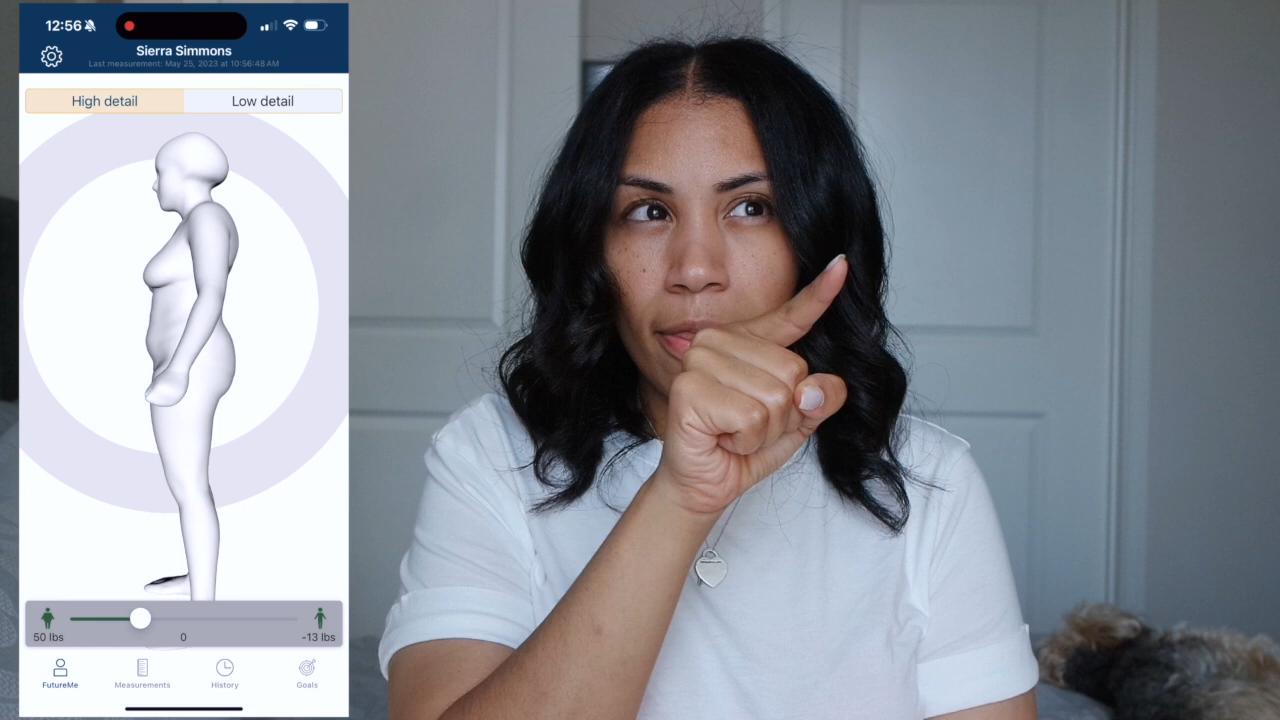 12:56
Sierra Simmons
Last measurement: May 25, 2023 at 10:56:48 AM
High detail
Low detail
50 lbs
0
-13 lbs
FutureMe
Measurements
History
Goals